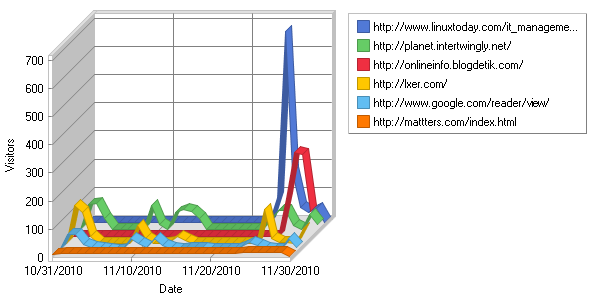 700
600
500
400
300
200
100
0
Visitors
10/31/2010 11/10/2010 11/20/2010 11/30/2010
Date
http://www.linuxtoday.com/it_manageme...
http://planet.intertwingly.net/
http://onlineinfo.blogdetik.com/
http://lxer.com/
http://www.google.com/reader/view/
http://mattters.com/index.html